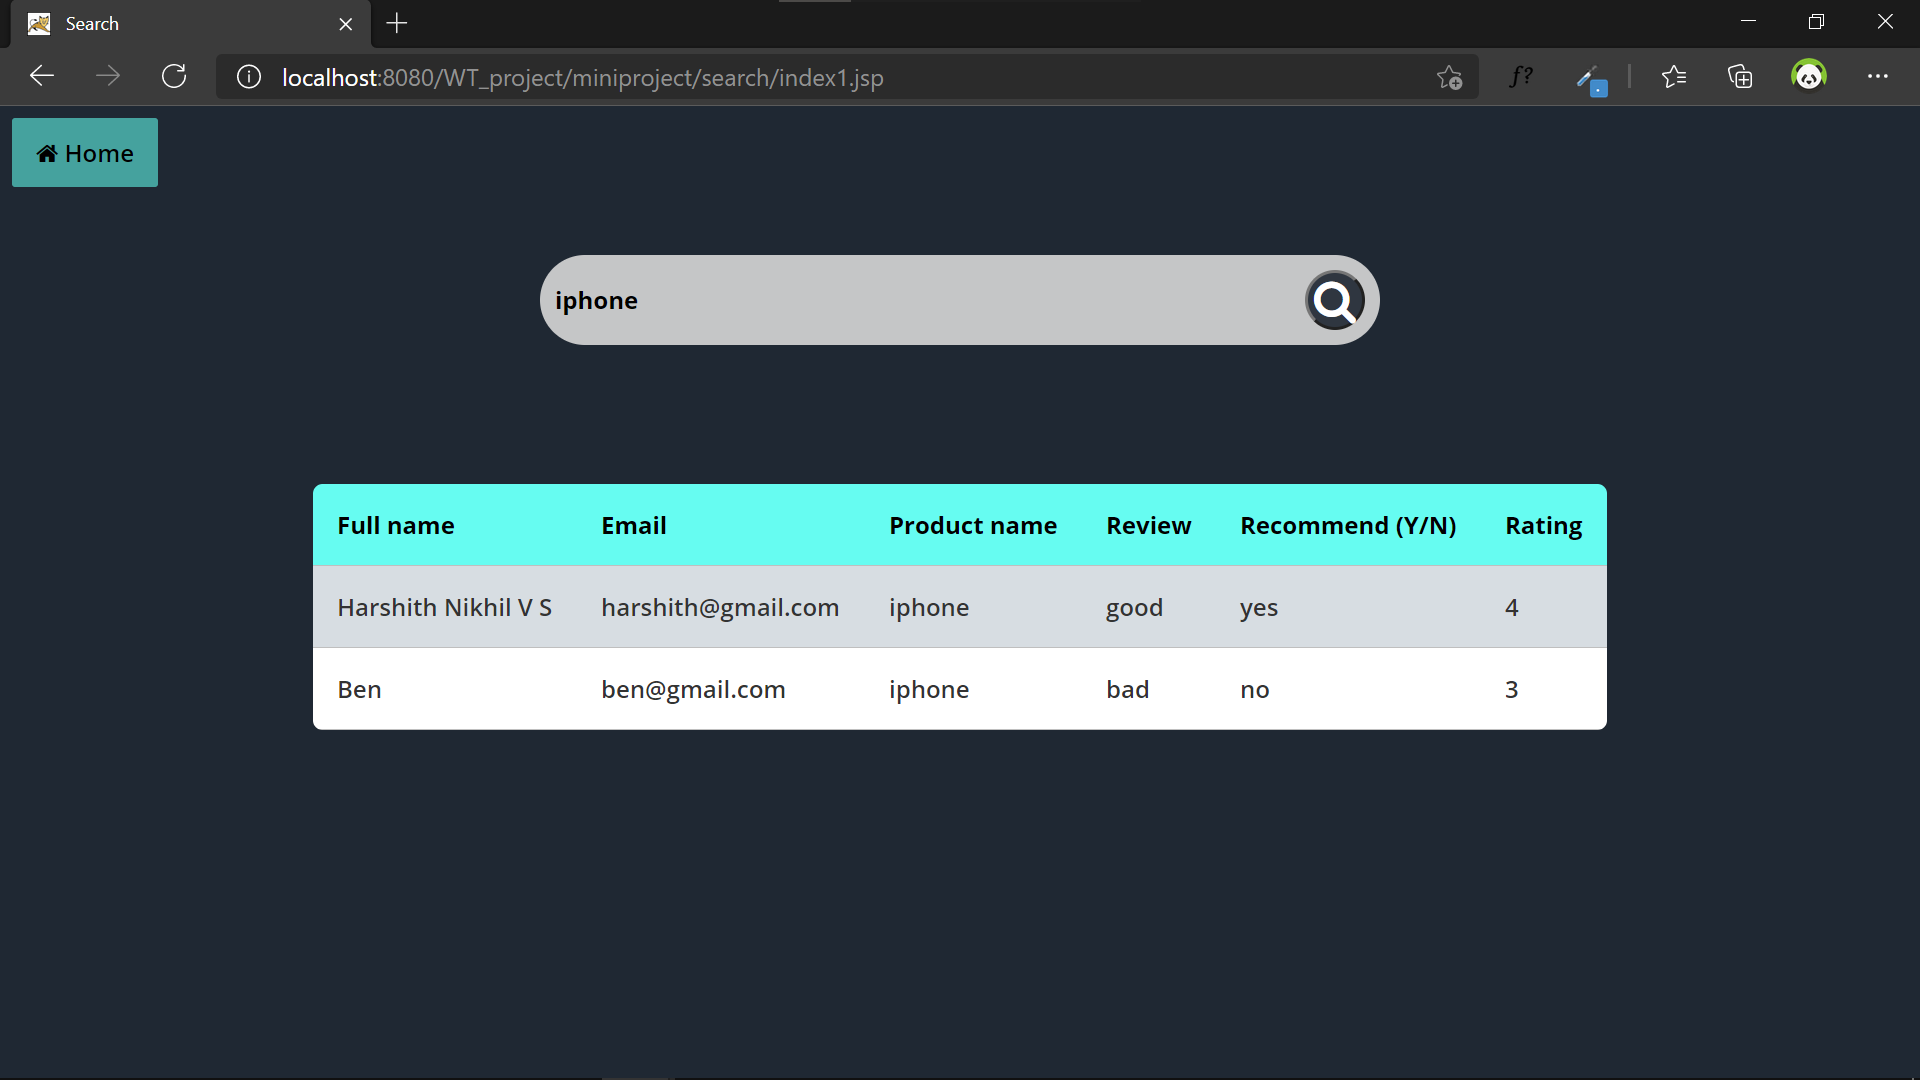 Search
localhost:8080/WT_project/miniproject/search/index1.jsp
f?
Home
iphone
Full name Email Product name Review Recommend (Y/N) Rating
Harshith Nikhil V S harshith@gmail.com iphone good yes 4
Ben ben@gmail.com iphone bad no 3